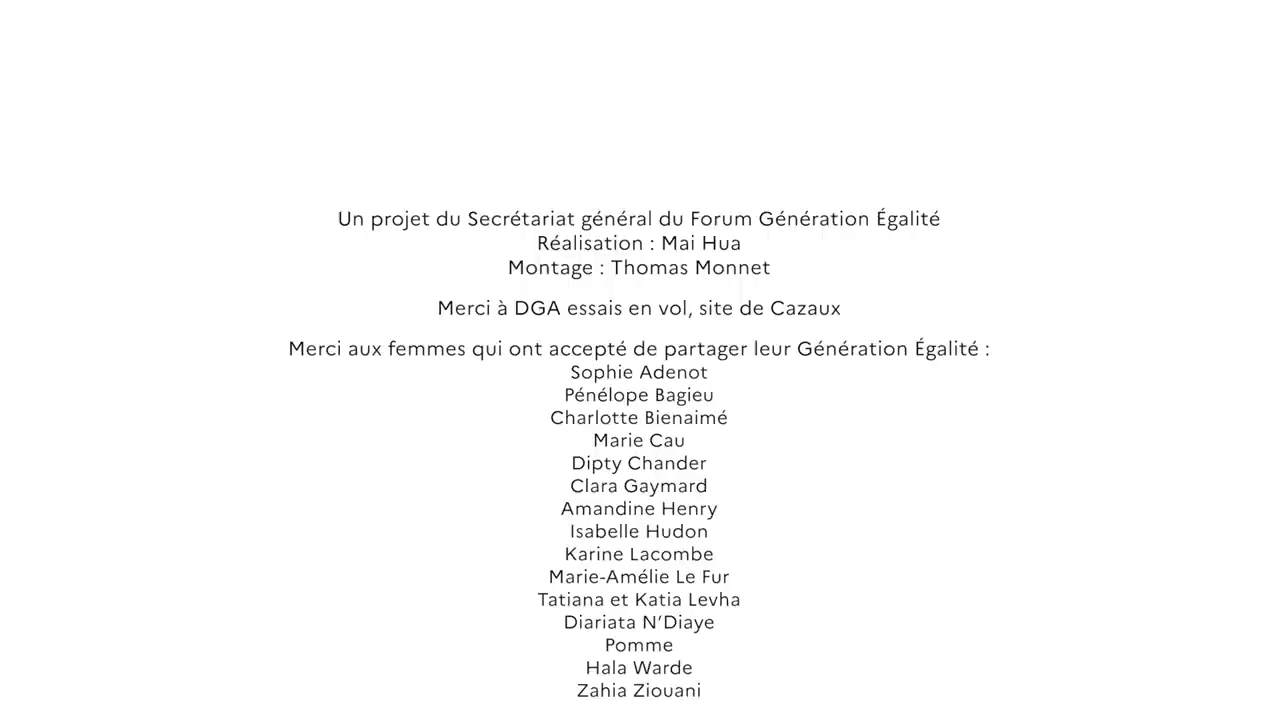 Un projet du Secrétariat général du Forum Génération Égalité
Réalisation : Mai Hua
Montage : Thomas Monnet
Merci à DGA essais en vol, site de Cazaux
Merci aux femmes qui ont accepté de partager leur Génération Égalité :
Sophie Adenot
Pénélope Bagieu
Charlotte Bienaimé
Marie Cau
Dipty Chander
Clara Gaymard
Amandine Henry
Isabelle Hudon
Karine Lacombe
Marie-Amélie Le Fur
Tatiana et Katia Levha
Diariata N’Diaye
Pomme
Hala Warde
Zahia Ziouani